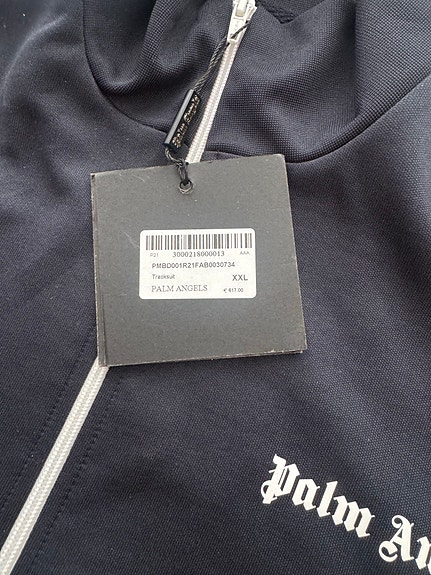 P21 3000218000013 AAA
PMBD001R21FAB0030734
Tracksuit XXL
PALM ANGELS € 617.00
Palm An